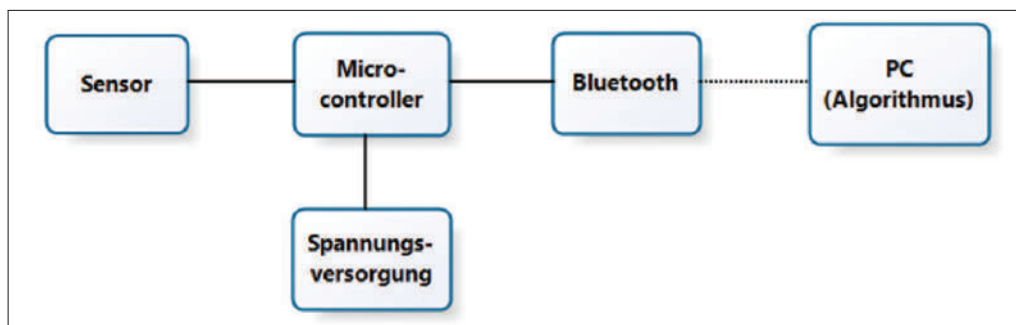 Sensor
Micro-
controller
Bluetooth
PC
(Algorithmus)
Spannungs-
versorgung